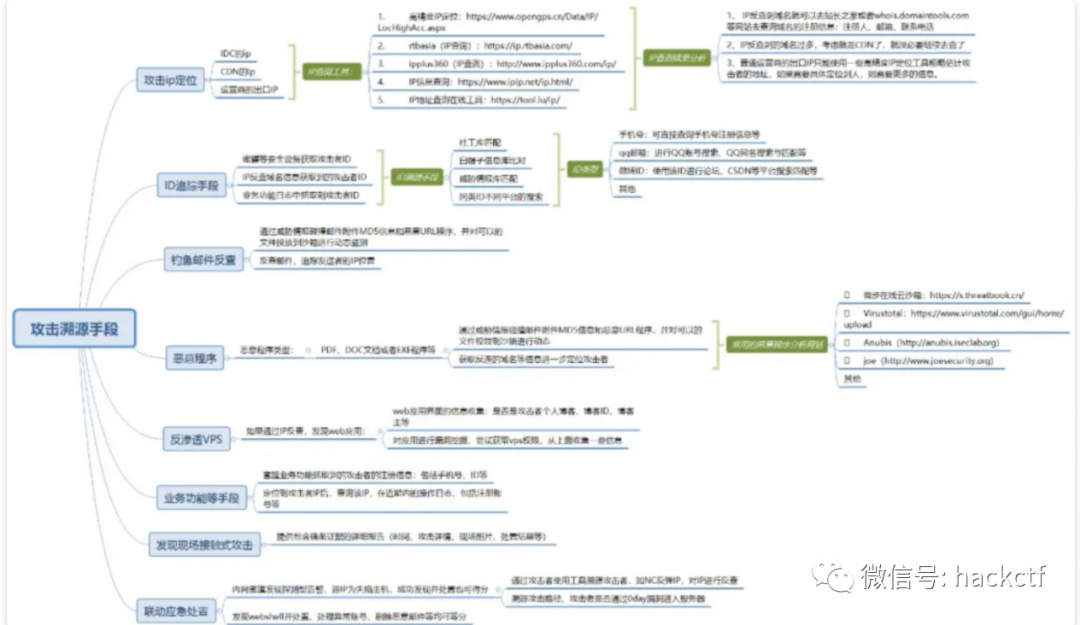 攻击溯源手段
攻击ip定位
IDC的ip
CDN的ip
运营商的出口IP
IP查询工具:
1. 高精度IP定位: https://www.opengps.cn/Data/IP/
LocHighAcc.aspx
2. rtbasia (IP查询) : https://ip.rtbasia.com/
3. ipplus360 (IP查询) : http://www.ipplus360.com/ip/
4. IP信息查询: https://www.ipip.net/ip.html/
5. IP地址查询在线工具: https://tool.lu/ip/
IP查询结果分析
1、 IP反查到域名就可以去站长之家或者whois.domaintools.com
等网站去查询域名的注册信息: 注册人、邮箱、联系电话
2、IP反查到的域名过多, 考虑就是CDN了, 就没必要继续去查了
3、普通运营商的出口IP只能使用一些高精度IP定位工具粗略估计攻
击者的地址, 如果需要具体定位到人, 则需要更多的信息。
ID追踪手段
蜜罐等安全设备获取攻击者ID
IP反查域名信息获取到的攻击者ID
业务功能日志中抓取到攻击者ID
ID溯源手段
社工库匹配
白帽子信息库比对
威胁情报库匹配
同类ID不同平台的搜索
ID类型
手机号: 可直接查询手机号注册信息等
qq邮箱: 进行QQ账号搜索、QQ网名搜索与匹配等
微博ID: 使用该ID进行论坛、CSDN等平台搜索匹配等
其他
钓鱼邮件反查
通过威胁情报碰撞邮件附件MD5信息和恶意URL程序, 并对可以的
文件投放到沙箱进行动态监测
反查邮件, 追踪发送者的IP位置
恶意程序
恶意程序类型:
PDF、DOC文档或者EXE程序等
通过威胁情报碰撞邮件附件MD5信息和恶意URL程序, 并对可以的
文件投放到沙箱进行动态
获取反连的域名等信息进一步定位攻击者
常用的恶意程序分析网站
微步在线云沙箱: https://s.threatbook.cn/
Virustotal: https://www.virustotal.com/gui/home/
upload
Anubis (http://anubis.iseclab.org)
joe (http://www.joesecurity.org)
其他
反渗透VPS
如果通过IP反查, 发现web应用:
web应用界面的信息收集: 是否是攻击者个人博客、博客ID、博客
主等
对应用进行漏洞挖掘, 尝试获取vps权限, 从上面收集一些信息
业务功能等手段
蜜罐业务功能抓取到的攻击者的注册信息: 包括手机号、ID等
定位到攻击者IP后, 查询该IP, 在近期内的操作日志、包括注册账
号等
发现现场接触式攻击
提供包含确凿证据的详细报告 (时间、攻击详情、现场照片、处置结果等)
联动应急处置
内网蜜罐发现探测型告警, 源IP为失陷主机, 成功发现并处置也可得分
通过攻击者使用工具溯源攻击者, 如NC反弹IP, 对IP进行反查
溯源攻击路径, 攻击者是否通过0day漏洞进入服务器
发现webshell并处置、处理异常账号、删除恶意邮件等均可等分
微信号: hackctf